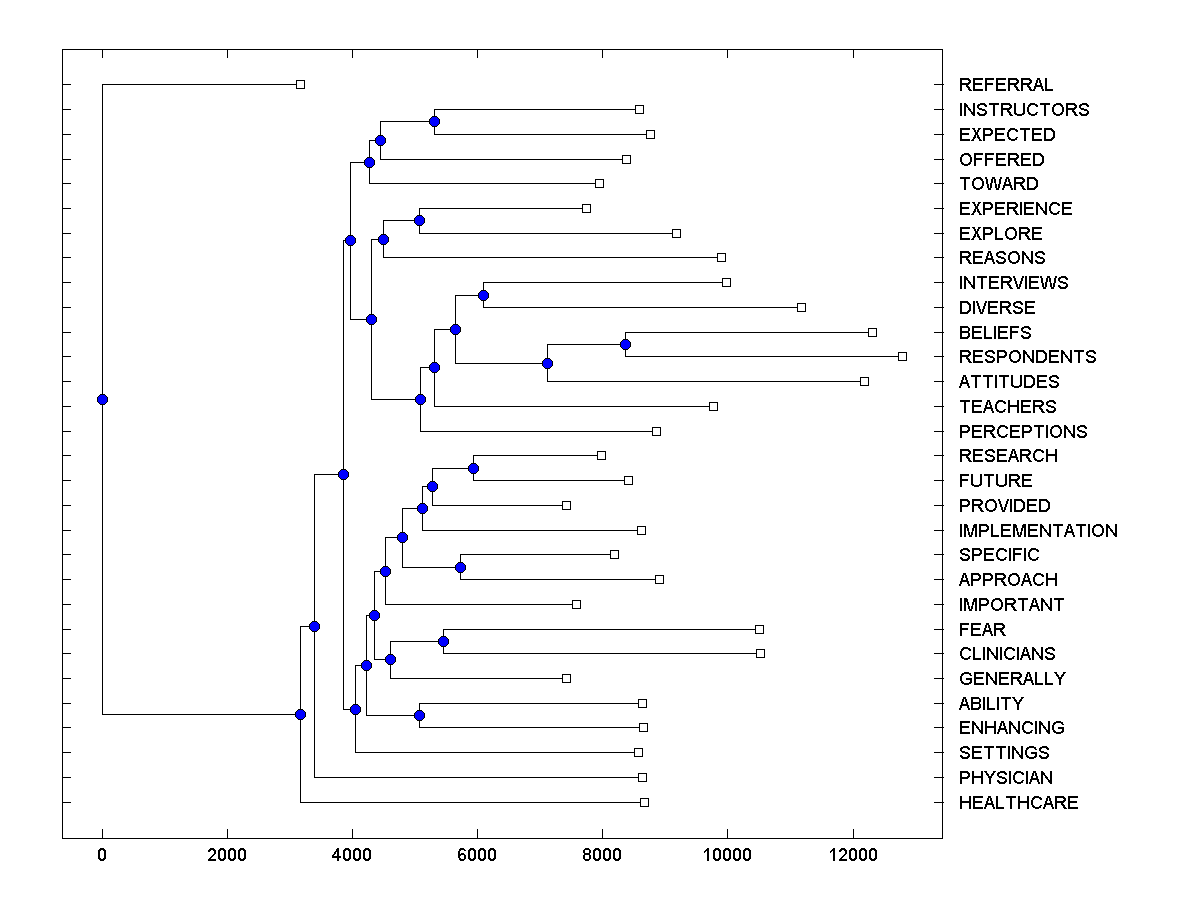 REFERRAL
INSTRUCTORS
EXPECTED
OFFERED
TOWARD
EXPERIENCE
EXPLORE
REASONS
INTERVIEWS
DIVERSE
BELIEFS
RESPONDENTS
ATTITUDES
TEACHERS
PERCEPTIONS
RESEARCH
FUTURE
PROVIDED
IMPLEMENTATION
SPECIFIC
APPROACH
IMPORTANT
FEAR
CLINICIANS
GENERALLY
ABILITY
ENHANCING
SETTINGS
PHYSICIAN
HEALTHCARE
0 2000 4000 6000 8000 10000 12000